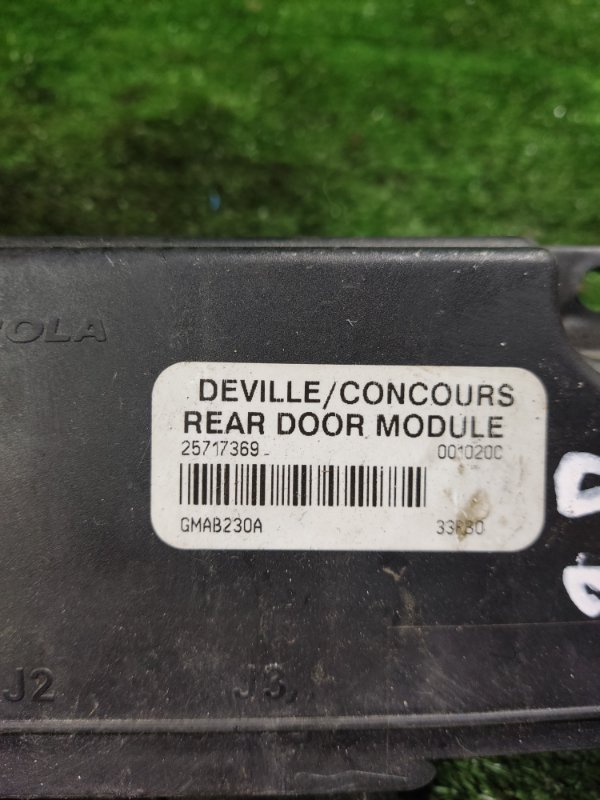 OLA
DEVILLE/CONCOURS
REAR DOOR MODULE
25717369 001020C
GMAB230A
J2 J3